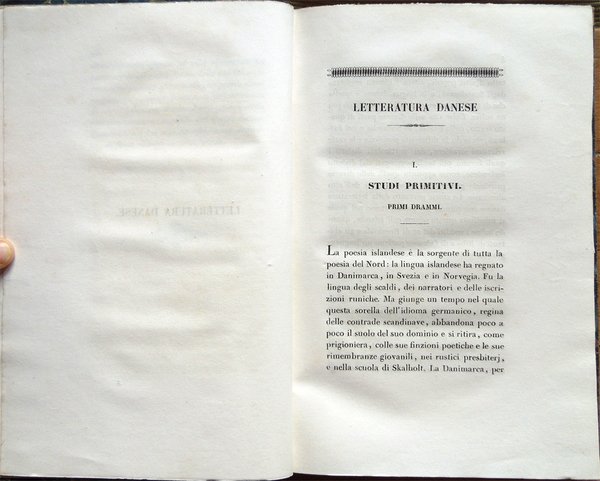 LETTERATURA DANESE
I.
STUDI PRIMITIVI.
PRIMI DRAMMI.
La poesia islandese è la sorgente di tutta la
poesia del Nord: la lingua islandese ha regnato
in Danimarca, in Svezia e in Norvegia. Fu la
lingua degli scaldi, dei narratori e delle iscri-
zioni runiche. Ma giunge un tempo nel quale
questa sorella dell'idioma germanico, regina
delle contrade scandinave, abbandona poco a
poco il suolo del suo dominio e si ritira, come
prigioniera, colle sue finzioni poetiche e le sue
rimembranze giovanili, nei rustici presbiterj,
e nella scuola di Skalholt. La Danimarca, per